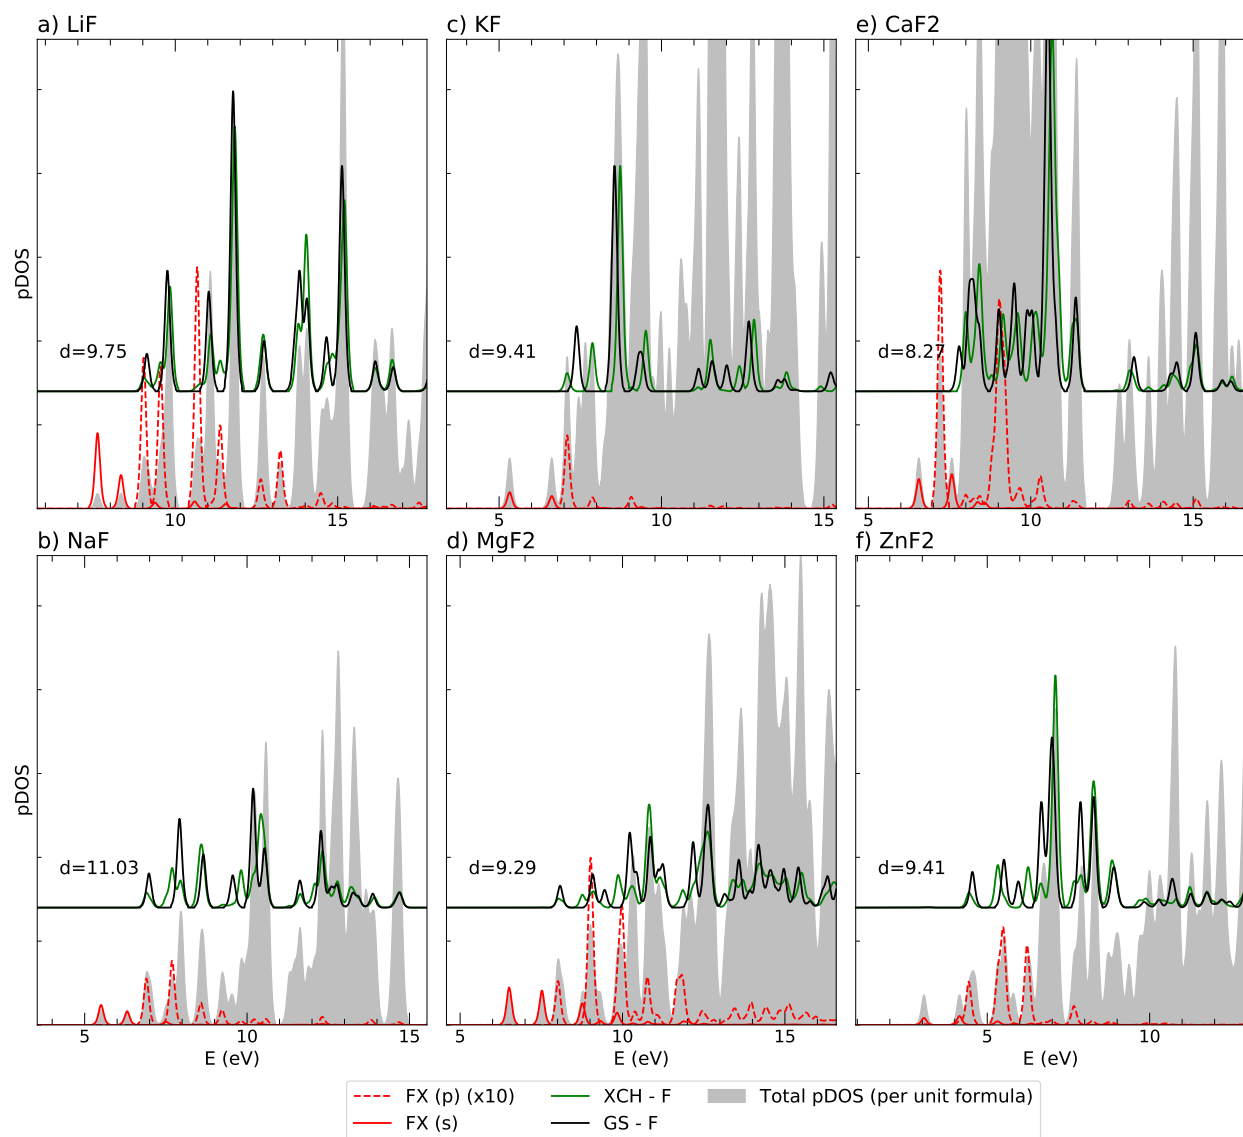 a) LiF
c) KF
e) CaF2
pDOS
d=9.75
d=9.41
d=8.27
10
15
5
10
15
5
10
15
b) NaF
d) MgF2
f) ZnF2
pDOS
d=11.03
d=9.29
d=9.41
5
10
15
5
10
15
5
10
E (eV)
E (eV)
E (eV)
FX (p) (x10)
XCH - F
Total pDOS (per unit formula)
FX (s)
GS - F